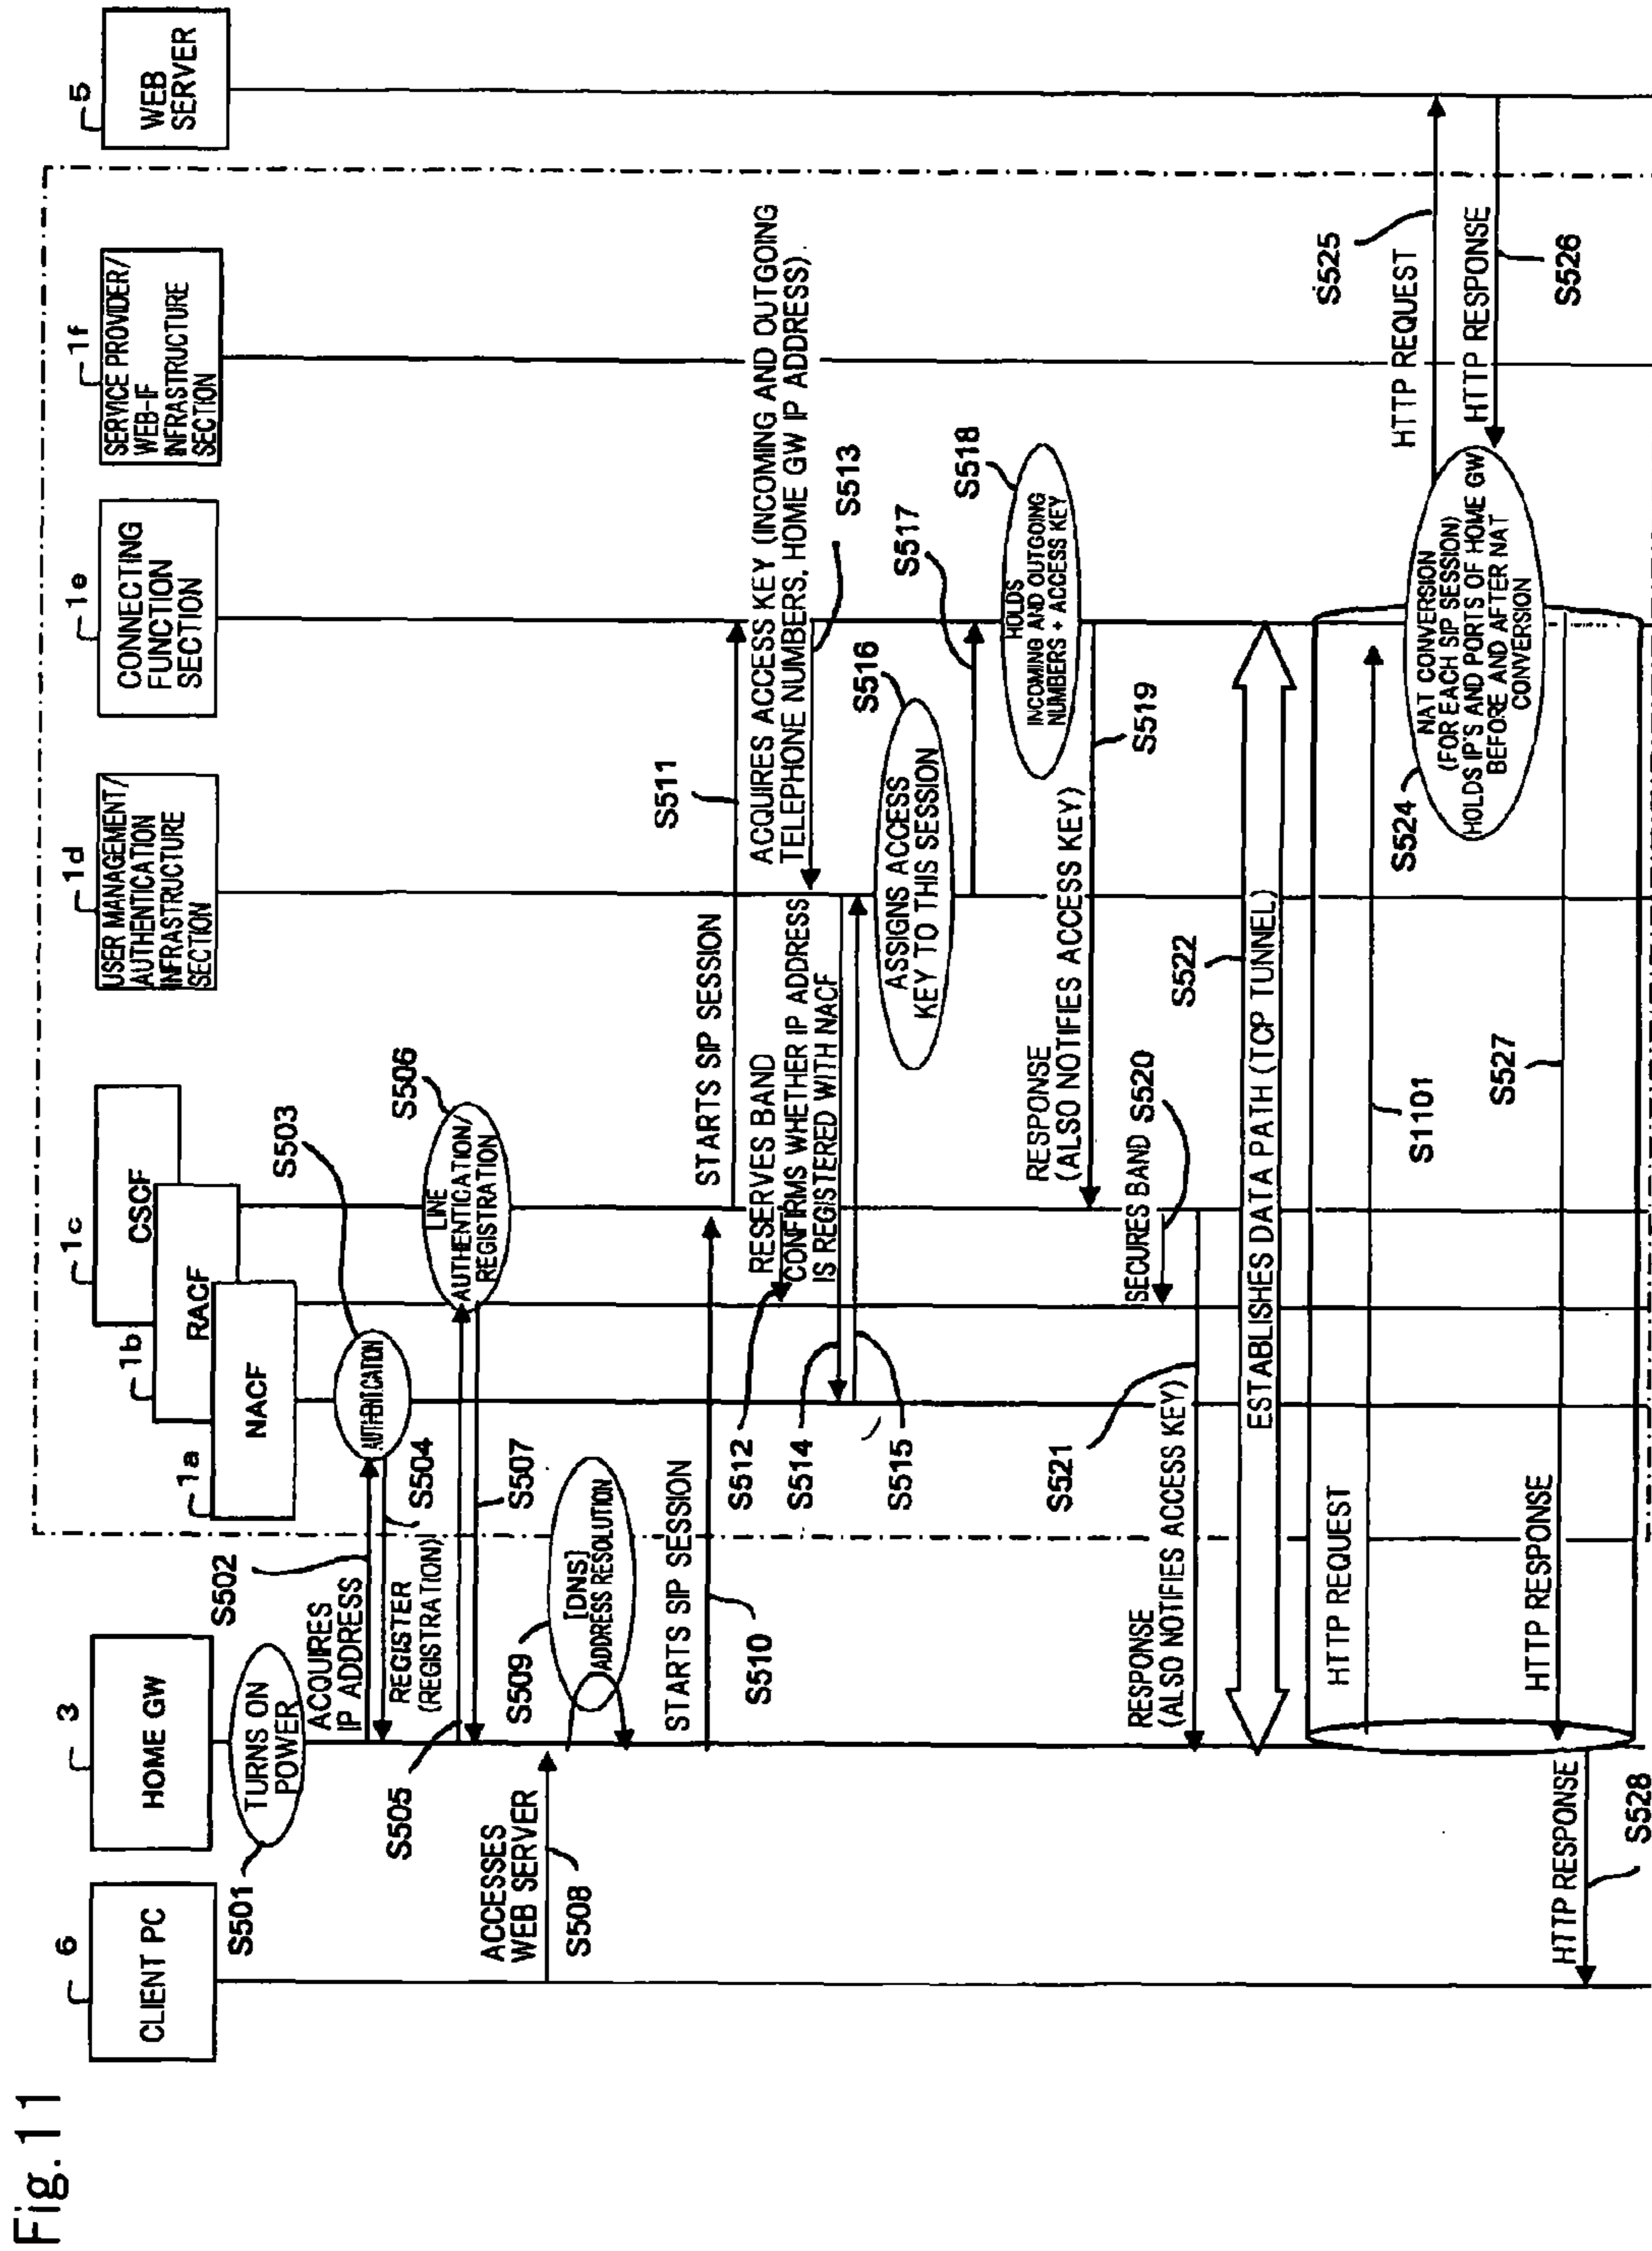 Fig. 11
6
CLIENT PC
3
HOME GW
1a
NACF
1b
RACF
1c
CSCF
1d
USER MANAGEMENT/
AUTHENTICATION
INFRASTRUCTURE
SECTION
1e
CONNECTING
FUNCTION
SECTION
1f
SERVICE PROVIDER/
WEB-IF
INFRASTRUCTURE
SECTION
5
WEB
SERVER
S501
TURNS ON
POWER
ACQUIRES
IP ADDRESS
S502
AUTHENTICATION
S503
S504
REGISTER
(REGISTRATION)
S505
LINE
AUTHENTICATION/
REGISTRATION
S506
S507
ACCESSES
WEB SERVER
S508
S509
[DNS]
ADDRESS RESOLUTION
STARTS SIP SESSION
S510
STARTS SIP SESSION
S511
RESERVES BAND
S512
ACQUIRES ACCESS KEY (INCOMING AND OUTGOING
TELEPHONE NUMBERS, HOME GW IP ADDRESS).
S513
CONFIRMS WHETHER IP ADDRESS
IS REGISTERED WITH NACF
S514
S515
ASSIGNS ACCESS
KEY TO THIS SESSION
S516
S517
HOLDS
INCOMING AND OUTGOING
NUMBERS + ACCESS KEY
S518
RESPONSE
(ALSO NOTIFIES ACCESS KEY)
S519
SECURES BAND
S520
RESPONSE
(ALSO NOTIFIES ACCESS KEY)
S521
ESTABLISHES DATA PATH (TCP TUNNEL)
S522
HTTP REQUEST
S1101
S524
NAT CONVERSION
(FOR EACH SIP SESSION)
HOLDS IP'S AND PORTS OF HOME GW
BEFORE AND AFTER NAT
CONVERSION
HTTP REQUEST
S525
HTTP RESPONSE
S526
HTTP RESPONSE
S527
HTTP RESPONSE
S528